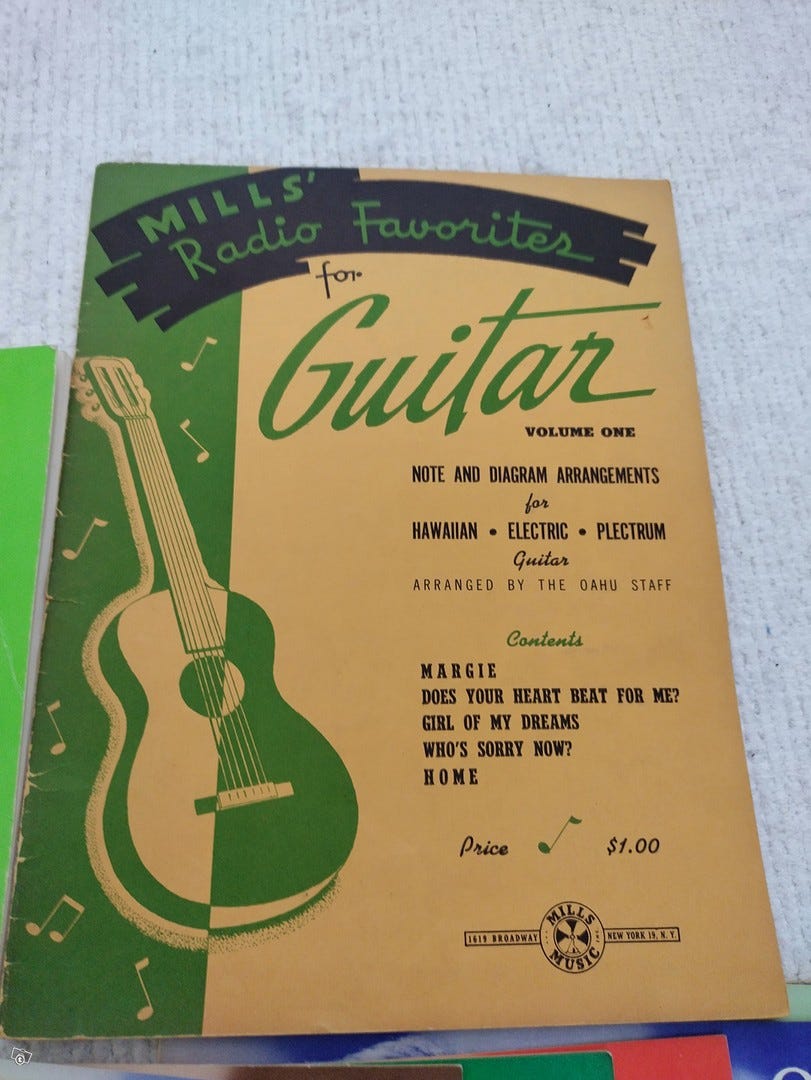 MILLS'
Radio Favorites
for
Guitar
VOLUME ONE
NOTE AND DIAGRAM ARRANGEMENTS
for
HAWAIIAN • ELECTRIC • PLECTRUM
Guitar
ARRANGED BY THE OAHU STAFF
Contents
MARGIE
DOES YOUR HEART BEAT FOR ME?
GIRL OF MY DREAMS
WHO'S SORRY NOW?
HOME
Price $1.00
1619 BROADWAY MILLS MUSIC INC NEW YORK 19, N. Y.